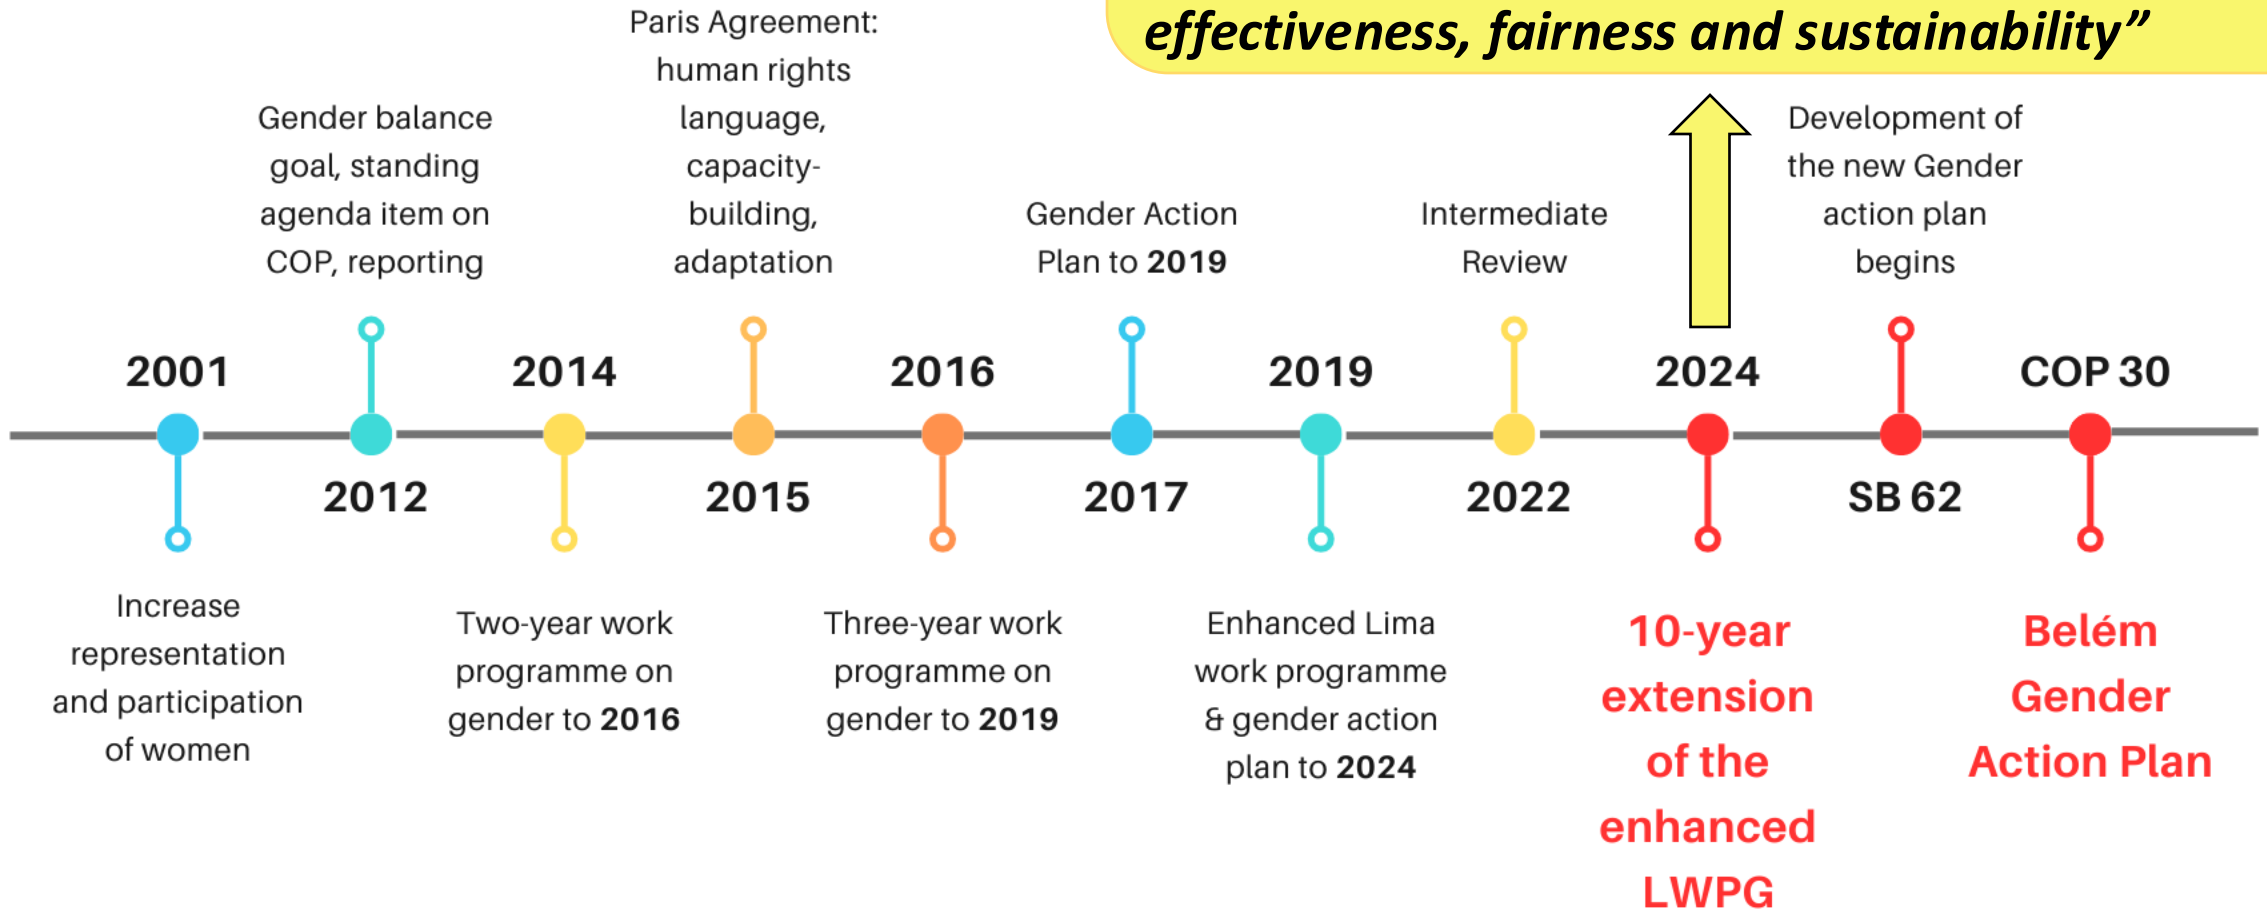 effectiveness, fairness and sustainability”
2001
Increase
representation
and participation
of women
Gender balance
goal, standing
agenda item on
COP, reporting
2012
2014
Two-year work
programme on
gender to 2016
Paris Agreement:
human rights
language,
capacity-
building,
adaptation
2015
2016
Three-year work
programme on
gender to 2019
Gender Action
Plan to 2019
2017
2019
Enhanced Lima
work programme
& gender action
plan to 2024
Intermediate
Review
2022
2024
10-year
extension
of the
enhanced
LWPG
Development of
the new Gender
action plan
begins
SB 62
COP 30
Belém
Gender
Action Plan